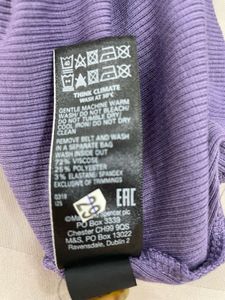 THINK CLIMATE
WASH AT 30°C
GENTLE MACHINE WARM
WASH/ DO NOT BLEACH/
DO NOT TUMBLE DRY/
COOL IRON/ DO NOT DRY
CLEAN
REMOVE BELT AND WASH
IN A SEPARATE BAG
WASH INSIDE OUT
72% VISCOSE
25% POLYESTER
3% ELASTANE
EXCLUSIVE OF TRIMMINGS
EAC
PO BOX 3339
Chester CH99 9QS
M&S, PO Box 13022
Ravensdale, Dublin 2